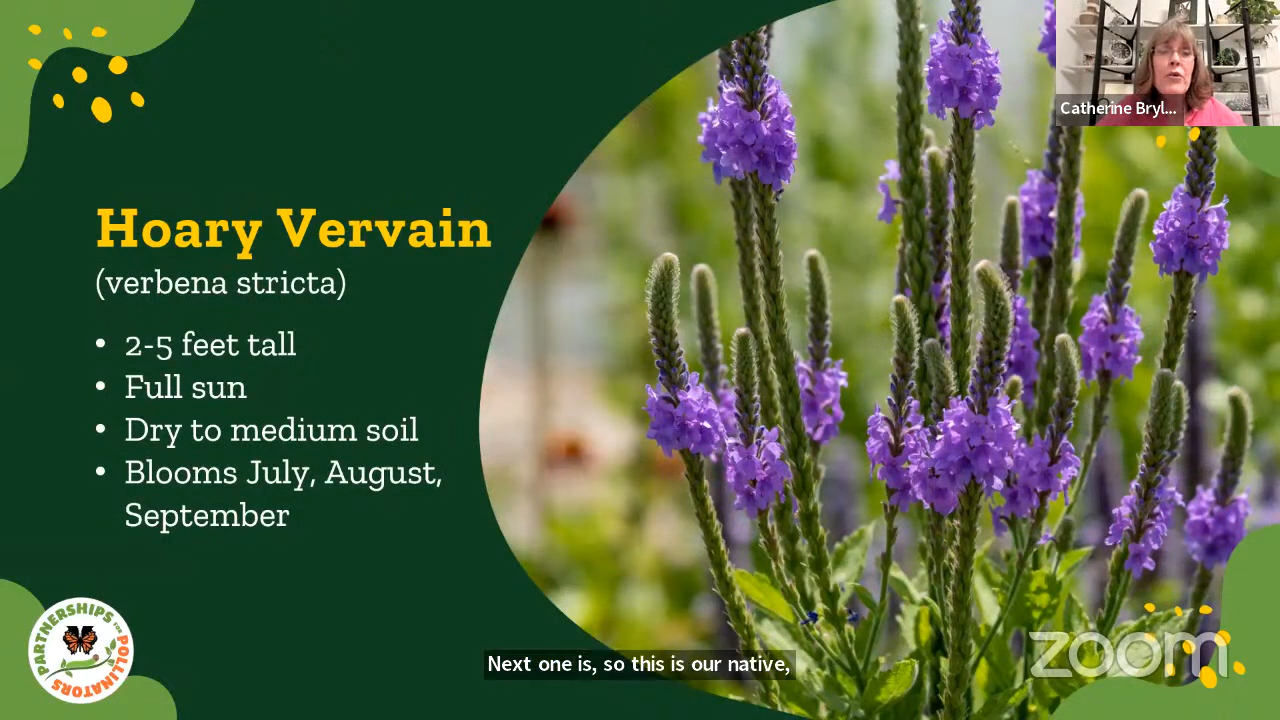 Catherine Bryl...
Hoary Vervain
(verbena stricta)
• 2-5 feet tall
• Full sun
• Dry to medium soil
• Blooms July, August,
September
PARTNERSHIPS FOR
POLLINATORS
Next one is, so this is our native,
zoom